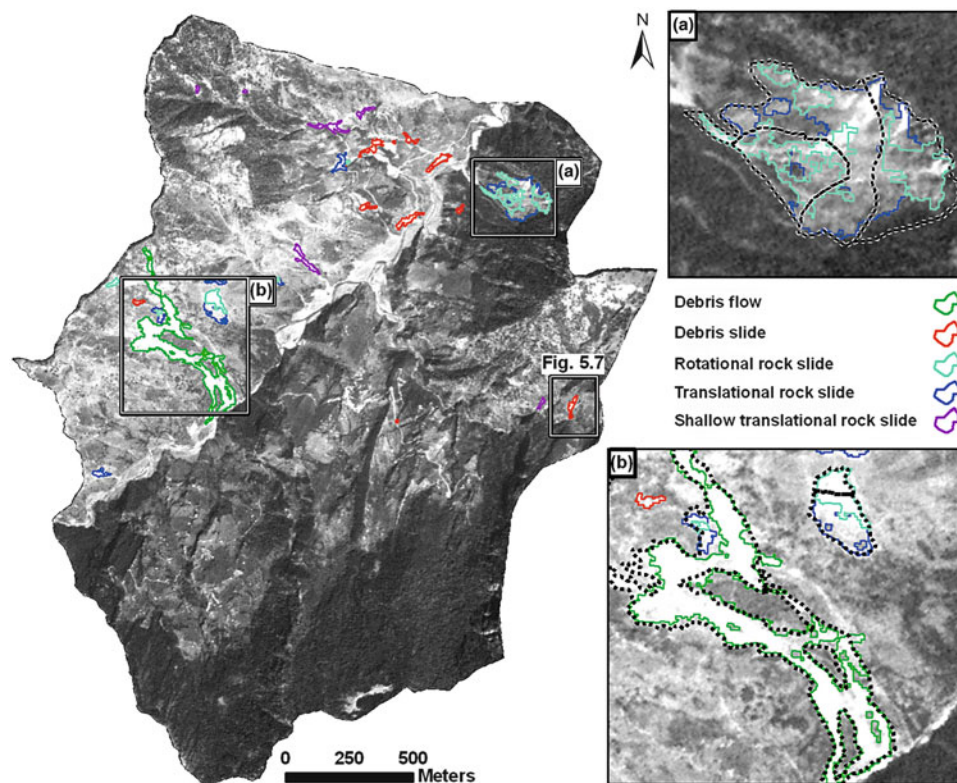 N
(a)
(a)
(b)
Debris flow
Debris slide
Rotational rock slide
Translational rock slide
Shallow translational rock slide
Fig. 5.7
(b)
0 250 500
Meters